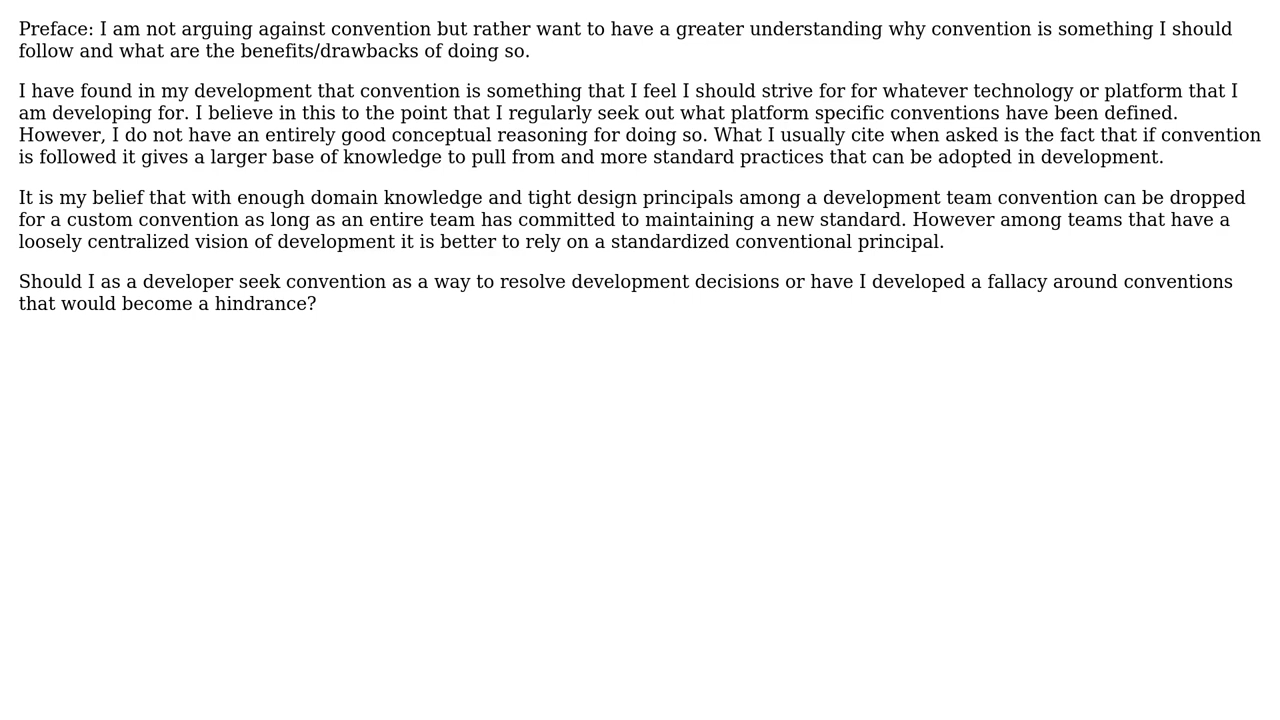 Preface: I am not arguing against convention but rather want to have a greater understanding why convention is something I should
follow and what are the benefits/drawbacks of doing so.
I have found in my development that convention is something that I feel I should strive for for whatever technology or platform that I
am developing for. I believe in this to the point that I regularly seek out what platform specific conventions have been defined.
However, I do not have an entirely good conceptual reasoning for doing so. What I usually cite when asked is the fact that if convention
is followed it gives a larger base of knowledge to pull from and more standard practices that can be adopted in development.
It is my belief that with enough domain knowledge and tight design principals among a development team convention can be dropped
for a custom convention as long as an entire team has committed to maintaining a new standard. However among teams that have a
loosely centralized vision of development it is better to rely on a standardized conventional principal.
Should I as a developer seek convention as a way to resolve development decisions or have I developed a fallacy around conventions
that would become a hindrance?